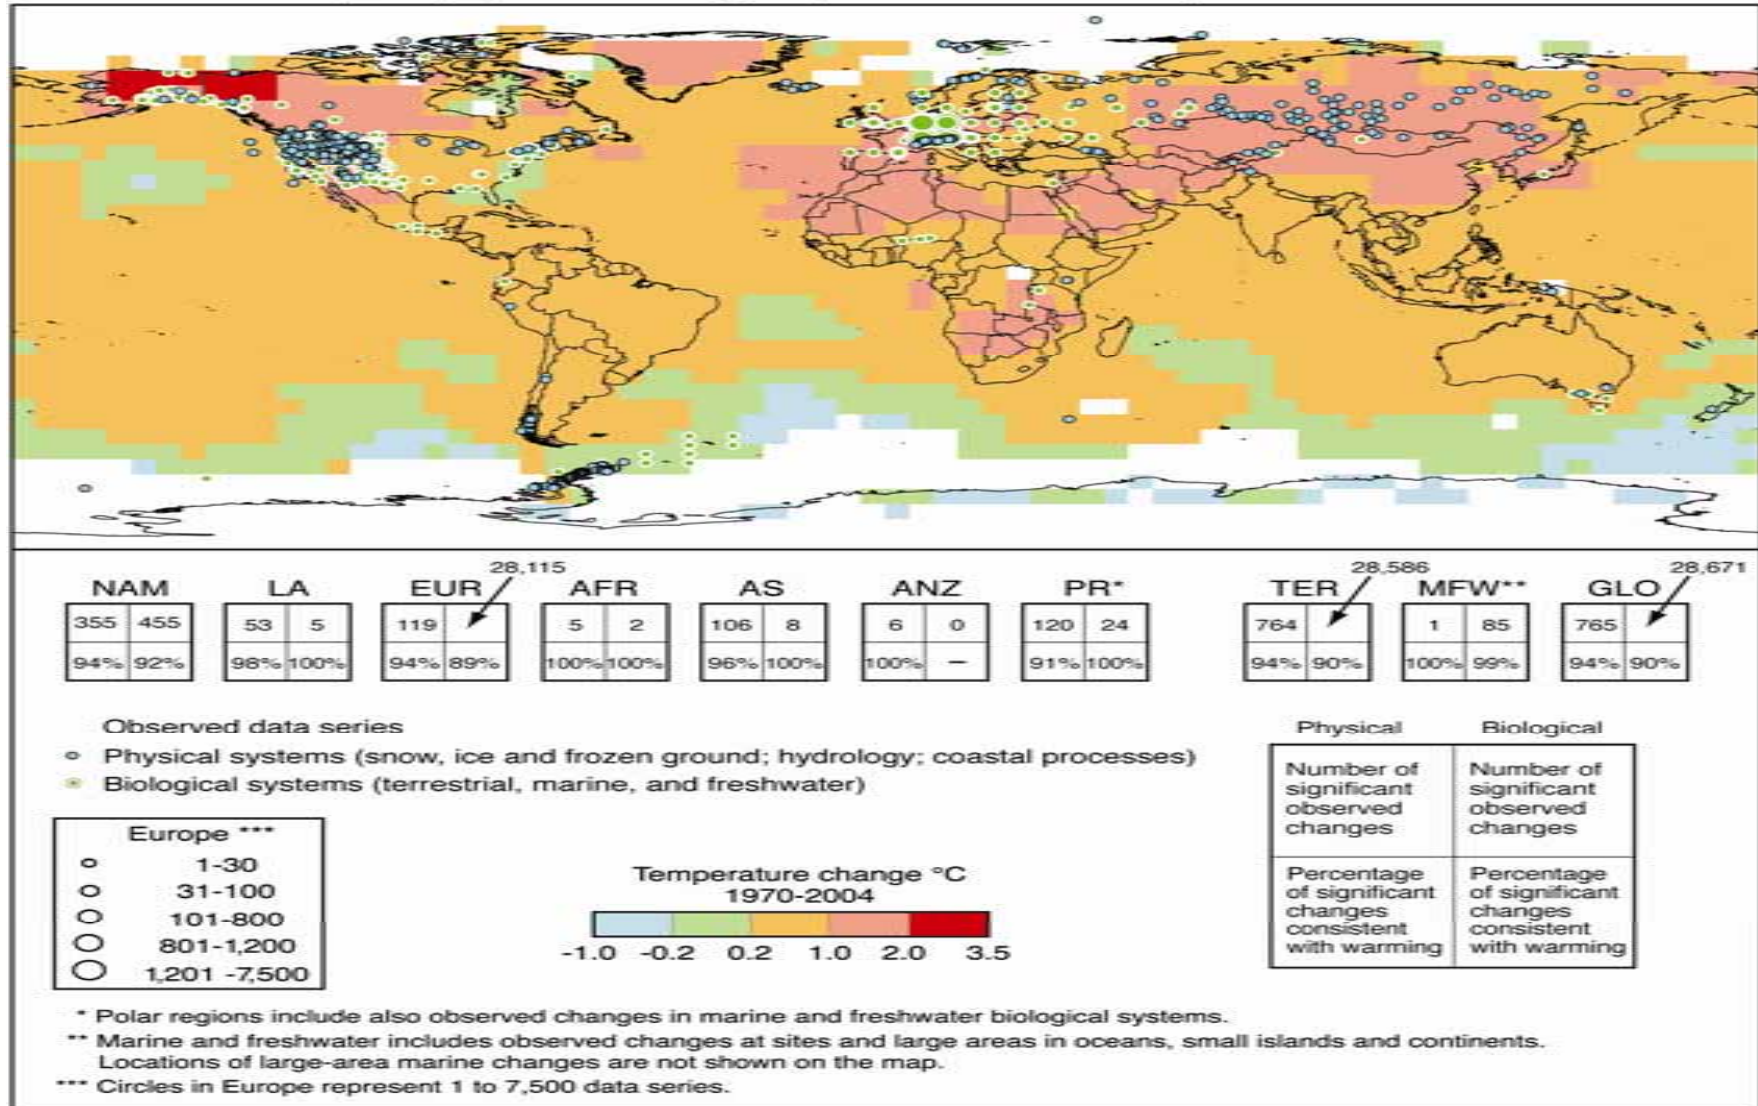 28,115 28,586 28,671
NAM LA EUR AFR AS ANZ PR* TER MFW** GLO
355 455 53 5 119 5 2 106 8 6 0 120 24 764 1 85 765
94% 92% 98% 100% 94% 89% 100% 100% 96% 100% 100% – 91% 100% 94% 90% 100% 99% 94% 90%
Observed data series
Physical systems (snow, ice and frozen ground; hydrology; coastal processes)
Biological systems (terrestrial, marine, and freshwater)
Europe ***
1-30
31-100
101-800
801-1,200
1,201 -7,500
Temperature change °C
1970-2004
-1.0 -0.2 0.2 1.0 2.0 3.5
Physical Biological
Number of Number of
significant significant
observed observed
changes changes
Percentage Percentage
of significant of significant
changes changes
consistent consistent
with warming with warming
* Polar regions include also observed changes in marine and freshwater biological systems.
** Marine and freshwater includes observed changes at sites and large areas in oceans, small islands and continents.
Locations of large-area marine changes are not shown on the map.
*** Circles in Europe represent 1 to 7,500 data series.